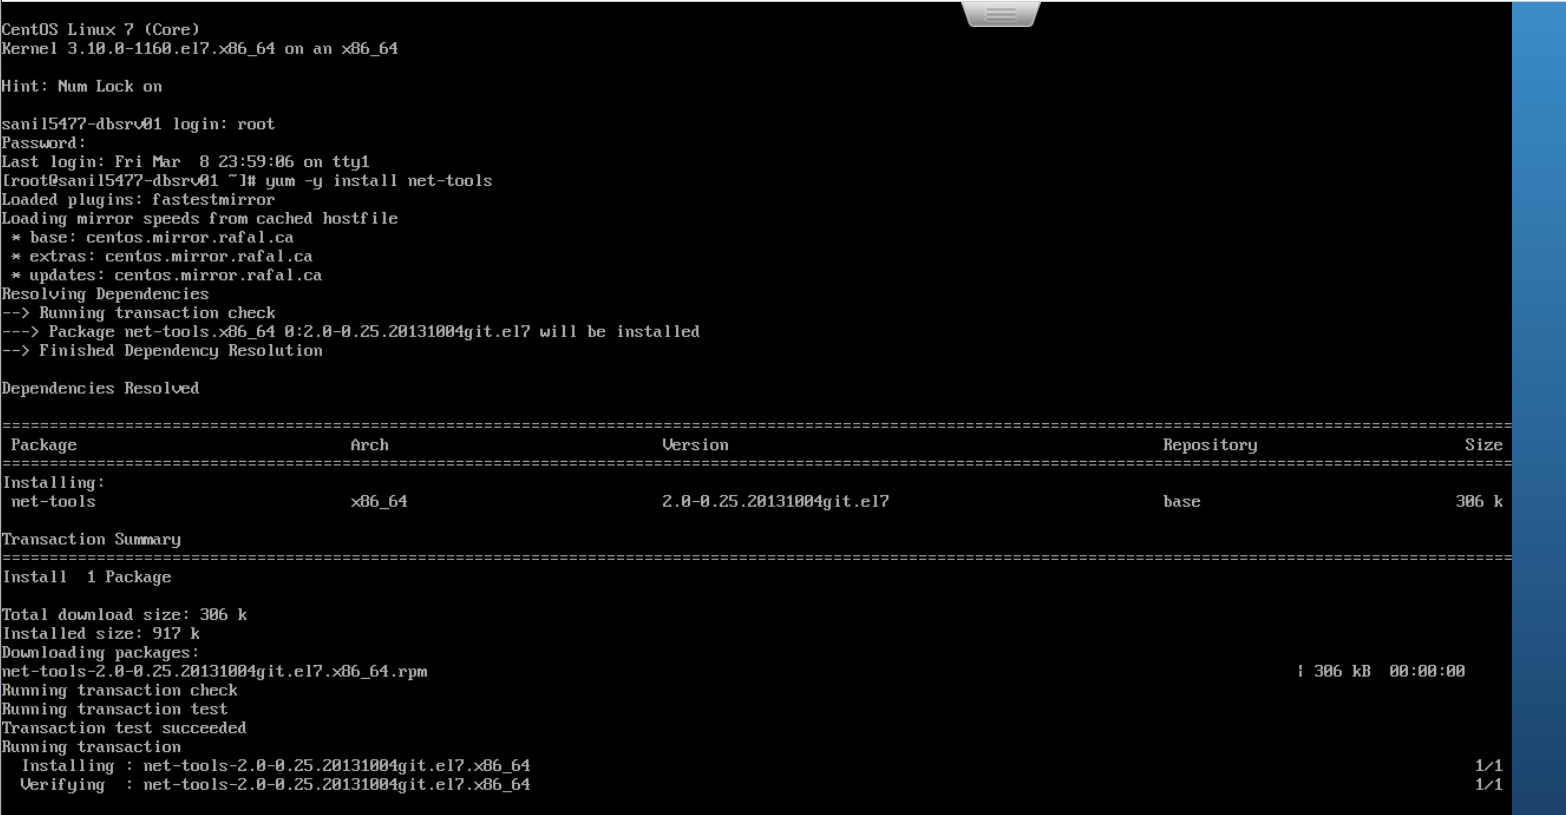 CentOS Linux 7 (Core)
Kernel 3.10.0-1160.el7.x86_64 on an x86_64
Hint: Num Lock on
sanil5477-dbsrv01 login: root
Password:
Last login: Fri Mar  8 23:59:06 on tty1
[root@sanil5477-dbsrv01 ~]# yum -y install net-tools
Loaded plugins: fastestmirror
Loading mirror speeds from cached hostfile
 * base: centos.mirror.rafal.ca
 * extras: centos.mirror.rafal.ca
 * updates: centos.mirror.rafal.ca
Resolving Dependencies
--> Running transaction check
---> Package net-tools.x86_64 0:2.0-0.25.20131004git.el7 will be installed
--> Finished Dependency Resolution
Dependencies Resolved
Package Arch Version Repository Size
Installing:
net-tools x86_64 2.0-0.25.20131004git.el7 base 306 k
Transaction Summary
Install  1 Package
Total download size: 306 k
Installed size: 917 k
Downloading packages:
net-tools-2.0-0.25.20131004git.el7.x86_64.rpm | 306 kB  00:00:00
Running transaction check
Running transaction test
Transaction test succeeded
Running transaction
  Installing : net-tools-2.0-0.25.20131004git.el7.x86_64 1/1
  Verifying  : net-tools-2.0-0.25.20131004git.el7.x86_64 1/1